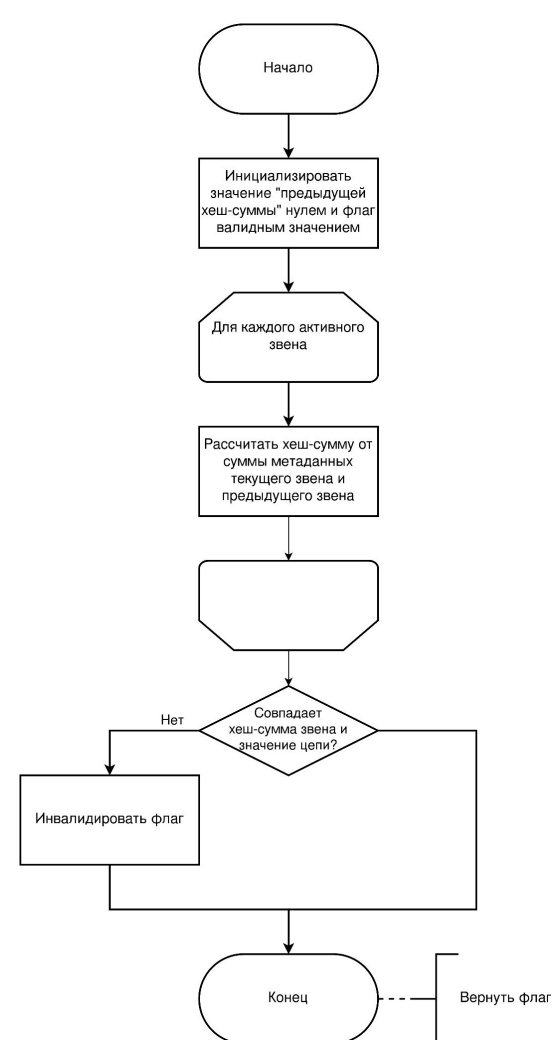 Начало
Инициализировать
значение "предыдущей
хеш-суммы" нулем и флаг
валидным значением
Для каждого активного
звена
Рассчитать хеш-сумму от
суммы метаданных
текущего звена и
предыдущего звена
Совпадает
хеш-сумма звена и
значение цепи?
Нет
Инвалидировать флаг
Конец
Вернуть флаг